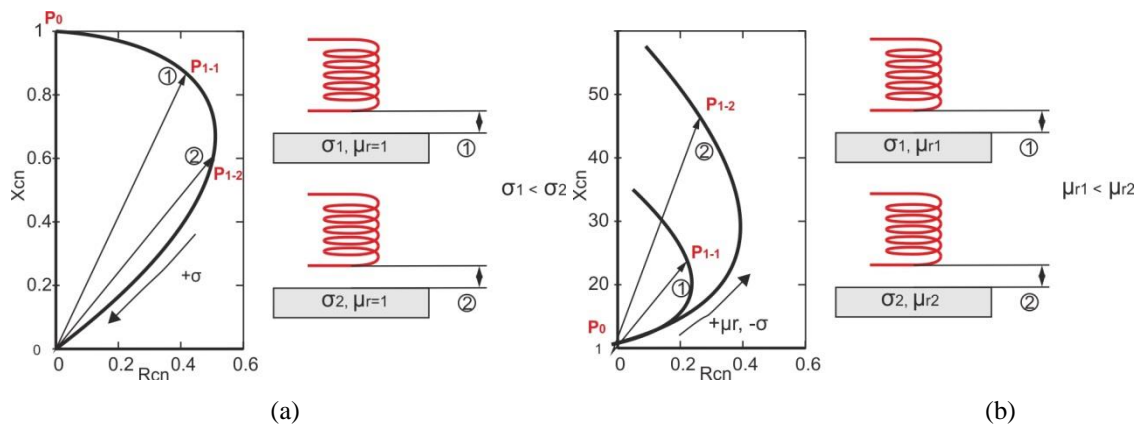 P0
1
0.8
0.6
0.4
0.2
0
Xcn
0
0.2
0.4
0.6
Rcn
① P1-1
② P1-2
+σ
σ1, μr=1
①
σ2, μr=1
②
σ1 < σ2
(a)
50
40
30
20
10
1
Xcn
P0
0
0.2
0.4
0.6
Rcn
P1-2
②
P1-1
①
+μr, -σ
σ1, μr1
①
σ2, μr2
②
μr1 < μr2
(b)